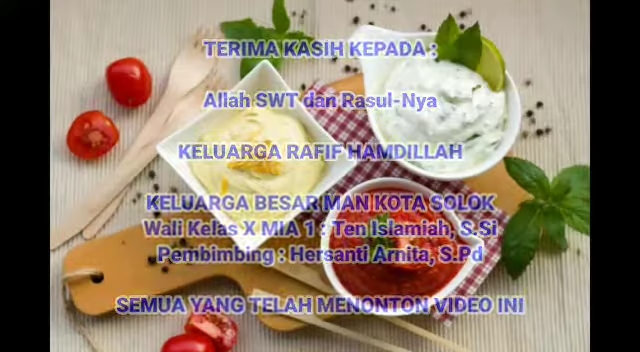 TERIMA KASIH KEPADA :
Allah SWT dan Rasul-Nya
KELUARGA RAFIF HAMDILLAH
KELUARGA BESAR MAN KOTA SOLOK
Wali Kelas X MIA 1 : Ten Islamiah, S.Si
Pembimbing : Hersanti Arnita, S.Pd
SEMUA YANG TELAH MENONTON VIDEO INI